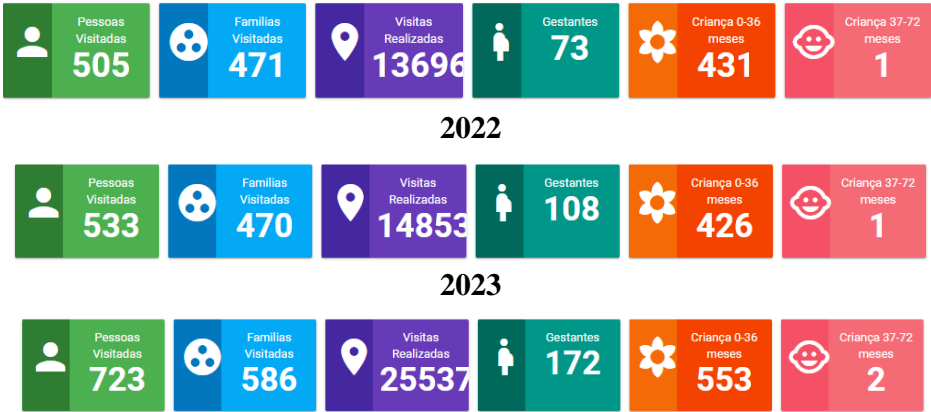 Pessoas
Visitadas
505
Familias
Visitadas
471
Visitas
Realizadas
13696
Gestantes
73
Criança 0-36
meses
431
Criança 37-72
meses
1
2022
Pessoas
Visitadas
533
Familias
Visitadas
470
Visitas
Realizadas
14853
Gestantes
108
Criança 0-36
meses
426
Criança 37-72
meses
1
2023
Pessoas
Visitadas
723
Familias
Visitadas
586
Visitas
Realizadas
25537
Gestantes
172
Criança 0-36
meses
553
Criança 37-72
meses
2